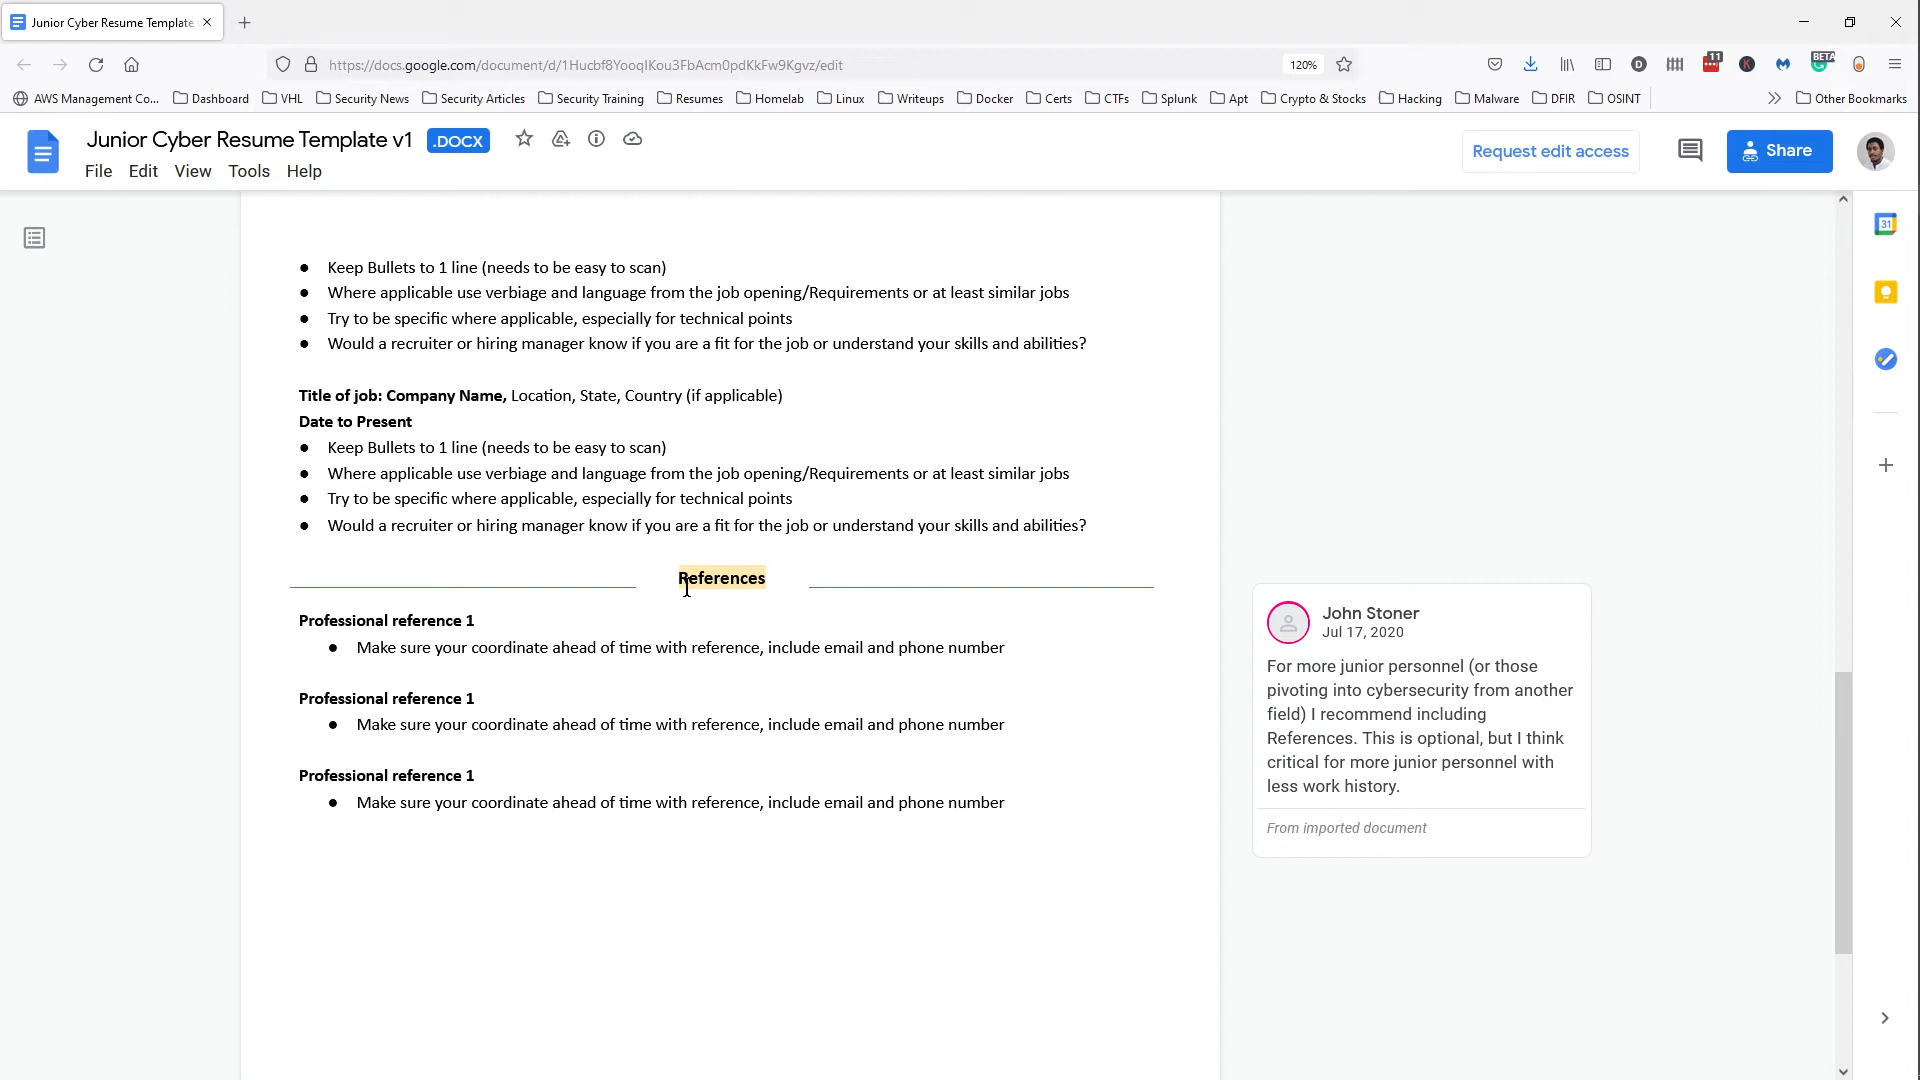 Junior Cyber Resume Template
https://docs.google.com/document/d/1Hucbf8YooqIKou3FbAcm0pdKkFw9Kgvz/edit
120%
11
BETA
AWS Management Co...
Dashboard
VHL
Security News
Security Articles
Security Training
Resumes
Homelab
Linux
Writeups
Docker
Certs
CTFs
Splunk
Apt
Crypto & Stocks
Hacking
Malware
DFIR
OSINT
Other Bookmarks
Junior Cyber Resume Template v1
.DOCX
File Edit View Tools Help
Request edit access
Share
31
● Keep Bullets to 1 line (needs to be easy to scan)
● Where applicable use verbiage and language from the job opening/Requirements or at least similar jobs
● Try to be specific where applicable, especially for technical points
● Would a recruiter or hiring manager know if you are a fit for the job or understand your skills and abilities?
Title of job: Company Name, Location, State, Country (if applicable)
Date to Present
● Keep Bullets to 1 line (needs to be easy to scan)
● Where applicable use verbiage and language from the job opening/Requirements or at least similar jobs
● Try to be specific where applicable, especially for technical points
● Would a recruiter or hiring manager know if you are a fit for the job or understand your skills and abilities?
References
Professional reference 1
● Make sure your coordinate ahead of time with reference, include email and phone number
Professional reference 1
● Make sure your coordinate ahead of time with reference, include email and phone number
Professional reference 1
● Make sure your coordinate ahead of time with reference, include email and phone number
John Stoner
Jul 17, 2020
For more junior personnel (or those
pivoting into cybersecurity from another
field) I recommend including
References. This is optional, but I think
critical for more junior personnel with
less work history.
From imported document